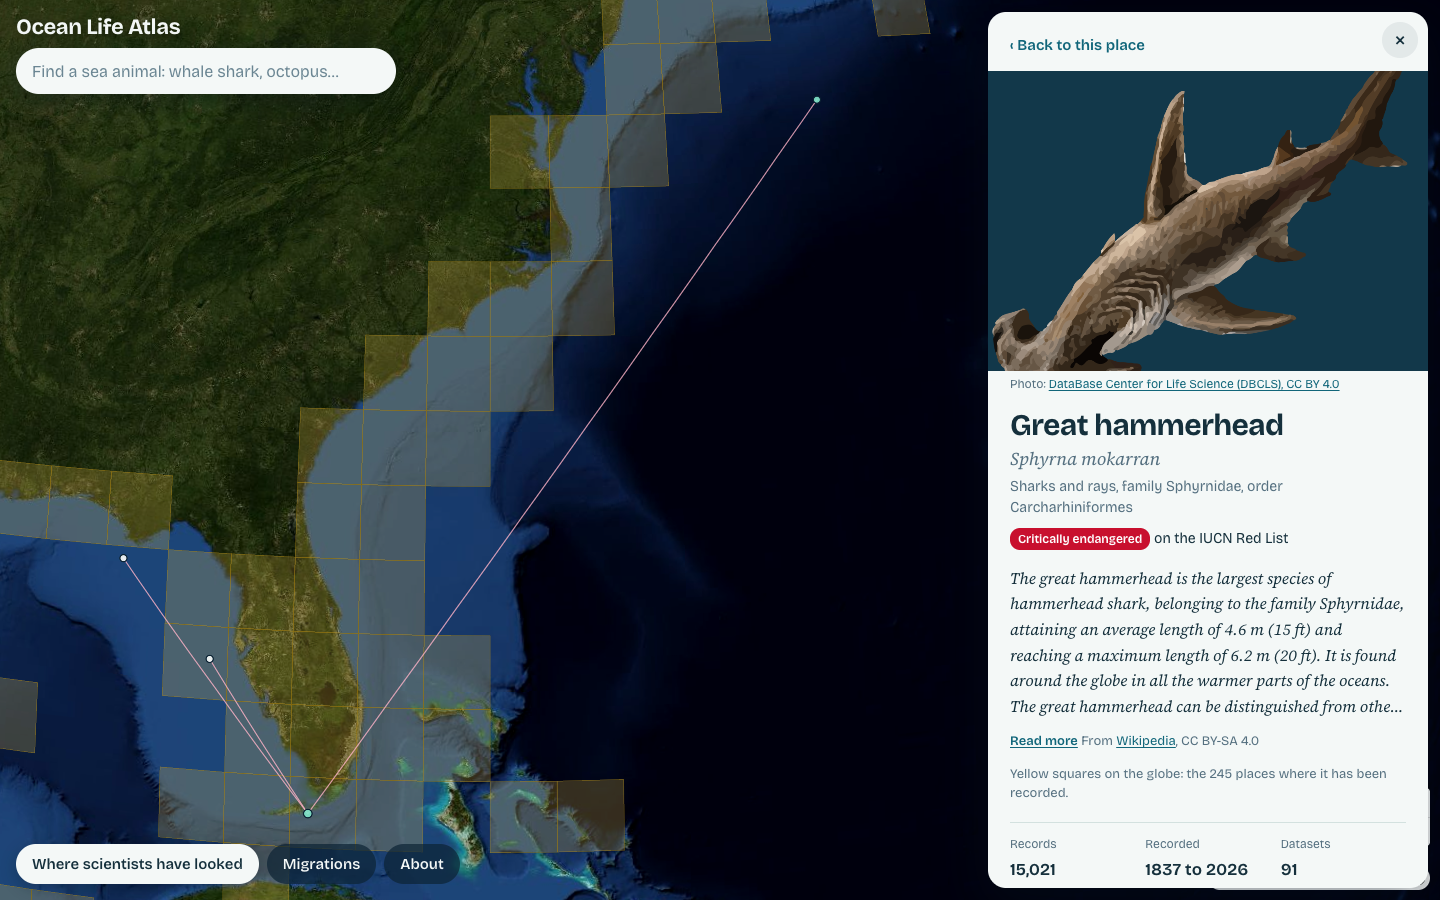 Ocean Life Atlas
Find a sea animal: whale shark, octopus...
Where scientists have looked
Migrations
About
‹ Back to this place
×
Photo: DataBase Center for Life Science (DBCLS), CC BY 4.0
Great hammerhead
Sphyrna mokarran
Sharks and rays, family Sphyrnidae, order
Carcharhiniformes
Critically endangered on the IUCN Red List
The great hammerhead is the largest species of
hammerhead shark, belonging to the family Sphyrnidae,
attaining an average length of 4.6 m (15 ft) and
reaching a maximum length of 6.2 m (20 ft). It is found
around the globe in all the warmer parts of the oceans.
The great hammerhead can be distinguished from othe...
Read more From Wikipedia, CC BY-SA 4.0
Yellow squares on the globe: the 245 places where it has been
recorded.
Records Recorded Datasets
15,021 1837 to 2026 91